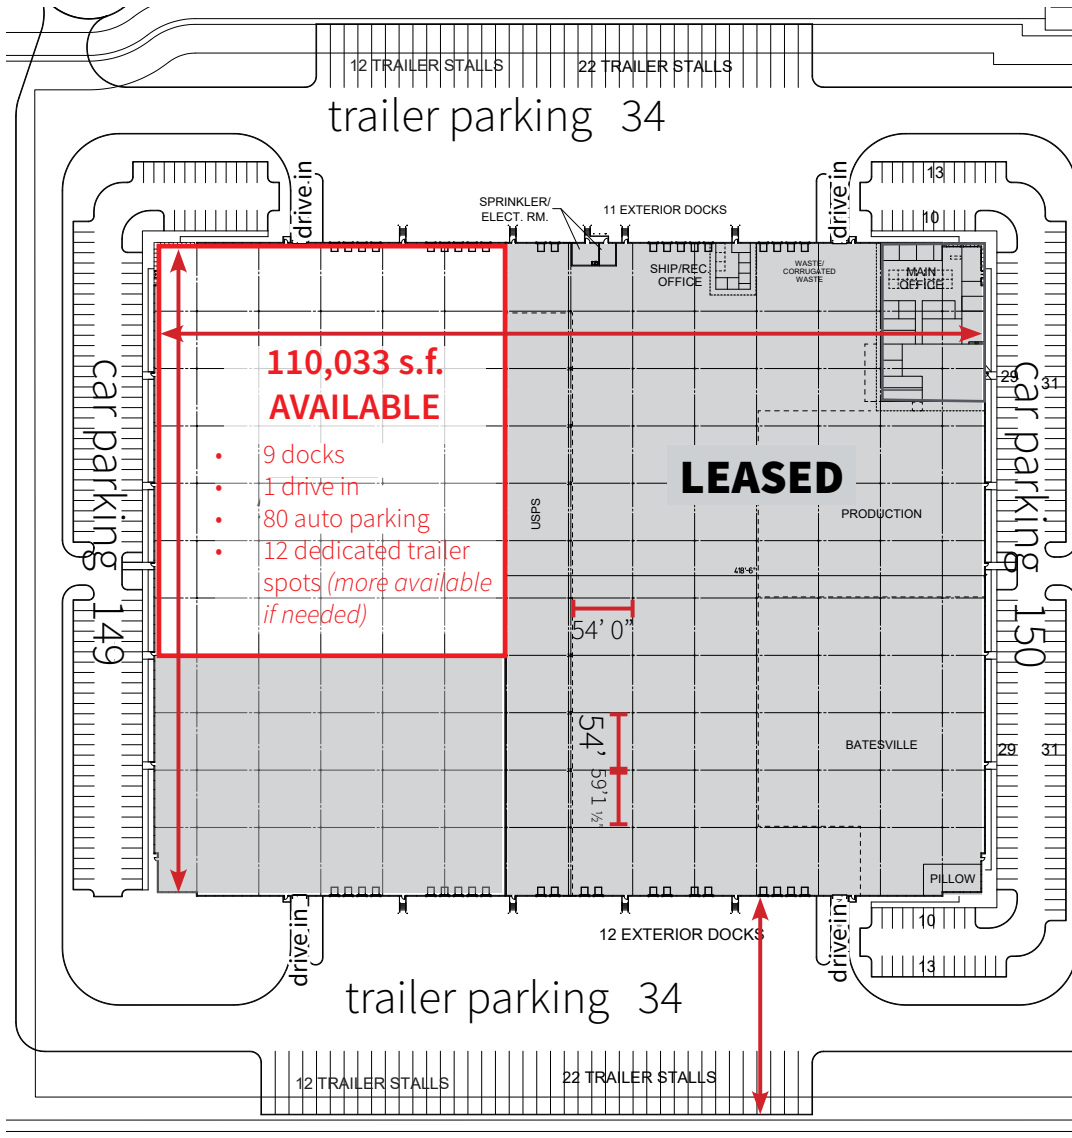 12 TRAILER STALLS
22 TRAILER STALLS
trailer parking 34
drive in
drive in
13
10
SPRINKLER/
ELECT. RM.
11 EXTERIOR DOCKS
SHIP/REC.
OFFICE
WASTE/
CORRUGATED
WASTE
MAIN
OFFICE
110,033 s.f.
AVAILABLE
• 9 docks
• 1 drive in
• 80 auto parking
• 12 dedicated trailer
spots (more available
if needed)
car parking 149
USPS
LEASED
PRODUCTION
418'-6"
54’ 0”
54’
59’1 ½”
BATESVILLE
PILLOW
29
31
car parking 150
29
31
drive in
drive in
12 EXTERIOR DOCKS
10
13
trailer parking 34
12 TRAILER STALLS
22 TRAILER STALLS